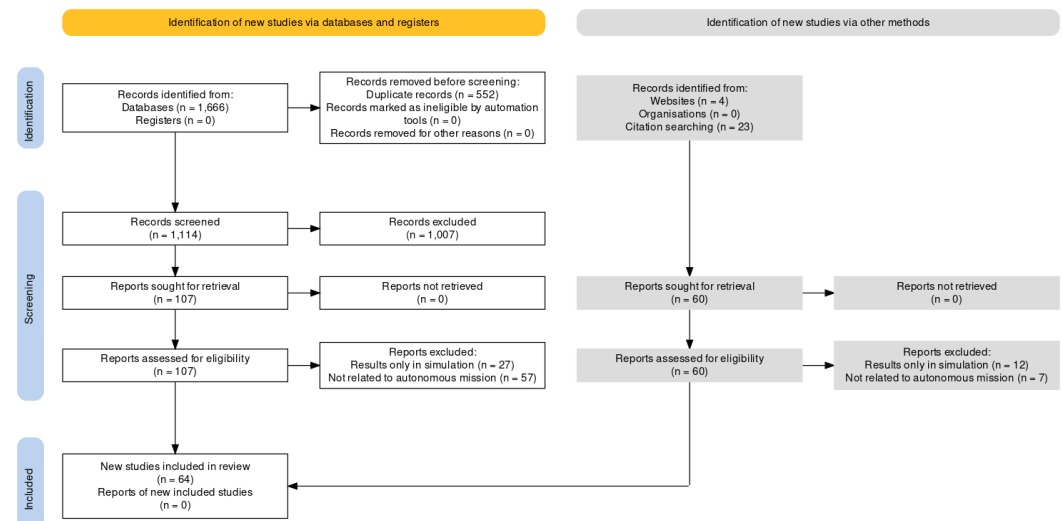 Identification of new studies via databases and registers
Identification of new studies via other methods
Identification
Records identified from:
Databases (n = 1,666)
Registers (n = 0)
Records removed before screening:
Duplicate records (n = 552)
Records marked as ineligible by automation
tools (n = 0)
Records removed for other reasons (n = 0)
Records identified from:
Websites (n = 4)
Organisations (n = 0)
Citation searching (n = 23)
Screening
Records screened
(n = 1,114)
Records excluded
(n = 1,007)
Reports sought for retrieval
(n = 107)
Reports not retrieved
(n = 0)
Reports sought for retrieval
(n = 60)
Reports not retrieved
(n = 0)
Reports assessed for eligibility
(n = 107)
Reports excluded:
Results only in simulation (n = 27)
Not related to autonomous mission (n = 57)
Reports assessed for eligibility
(n = 60)
Reports excluded:
Results only in simulation (n = 12)
Not related to autonomous mission (n = 7)
Included
New studies included in review
(n = 64)
Reports of new included studies
(n = 0)